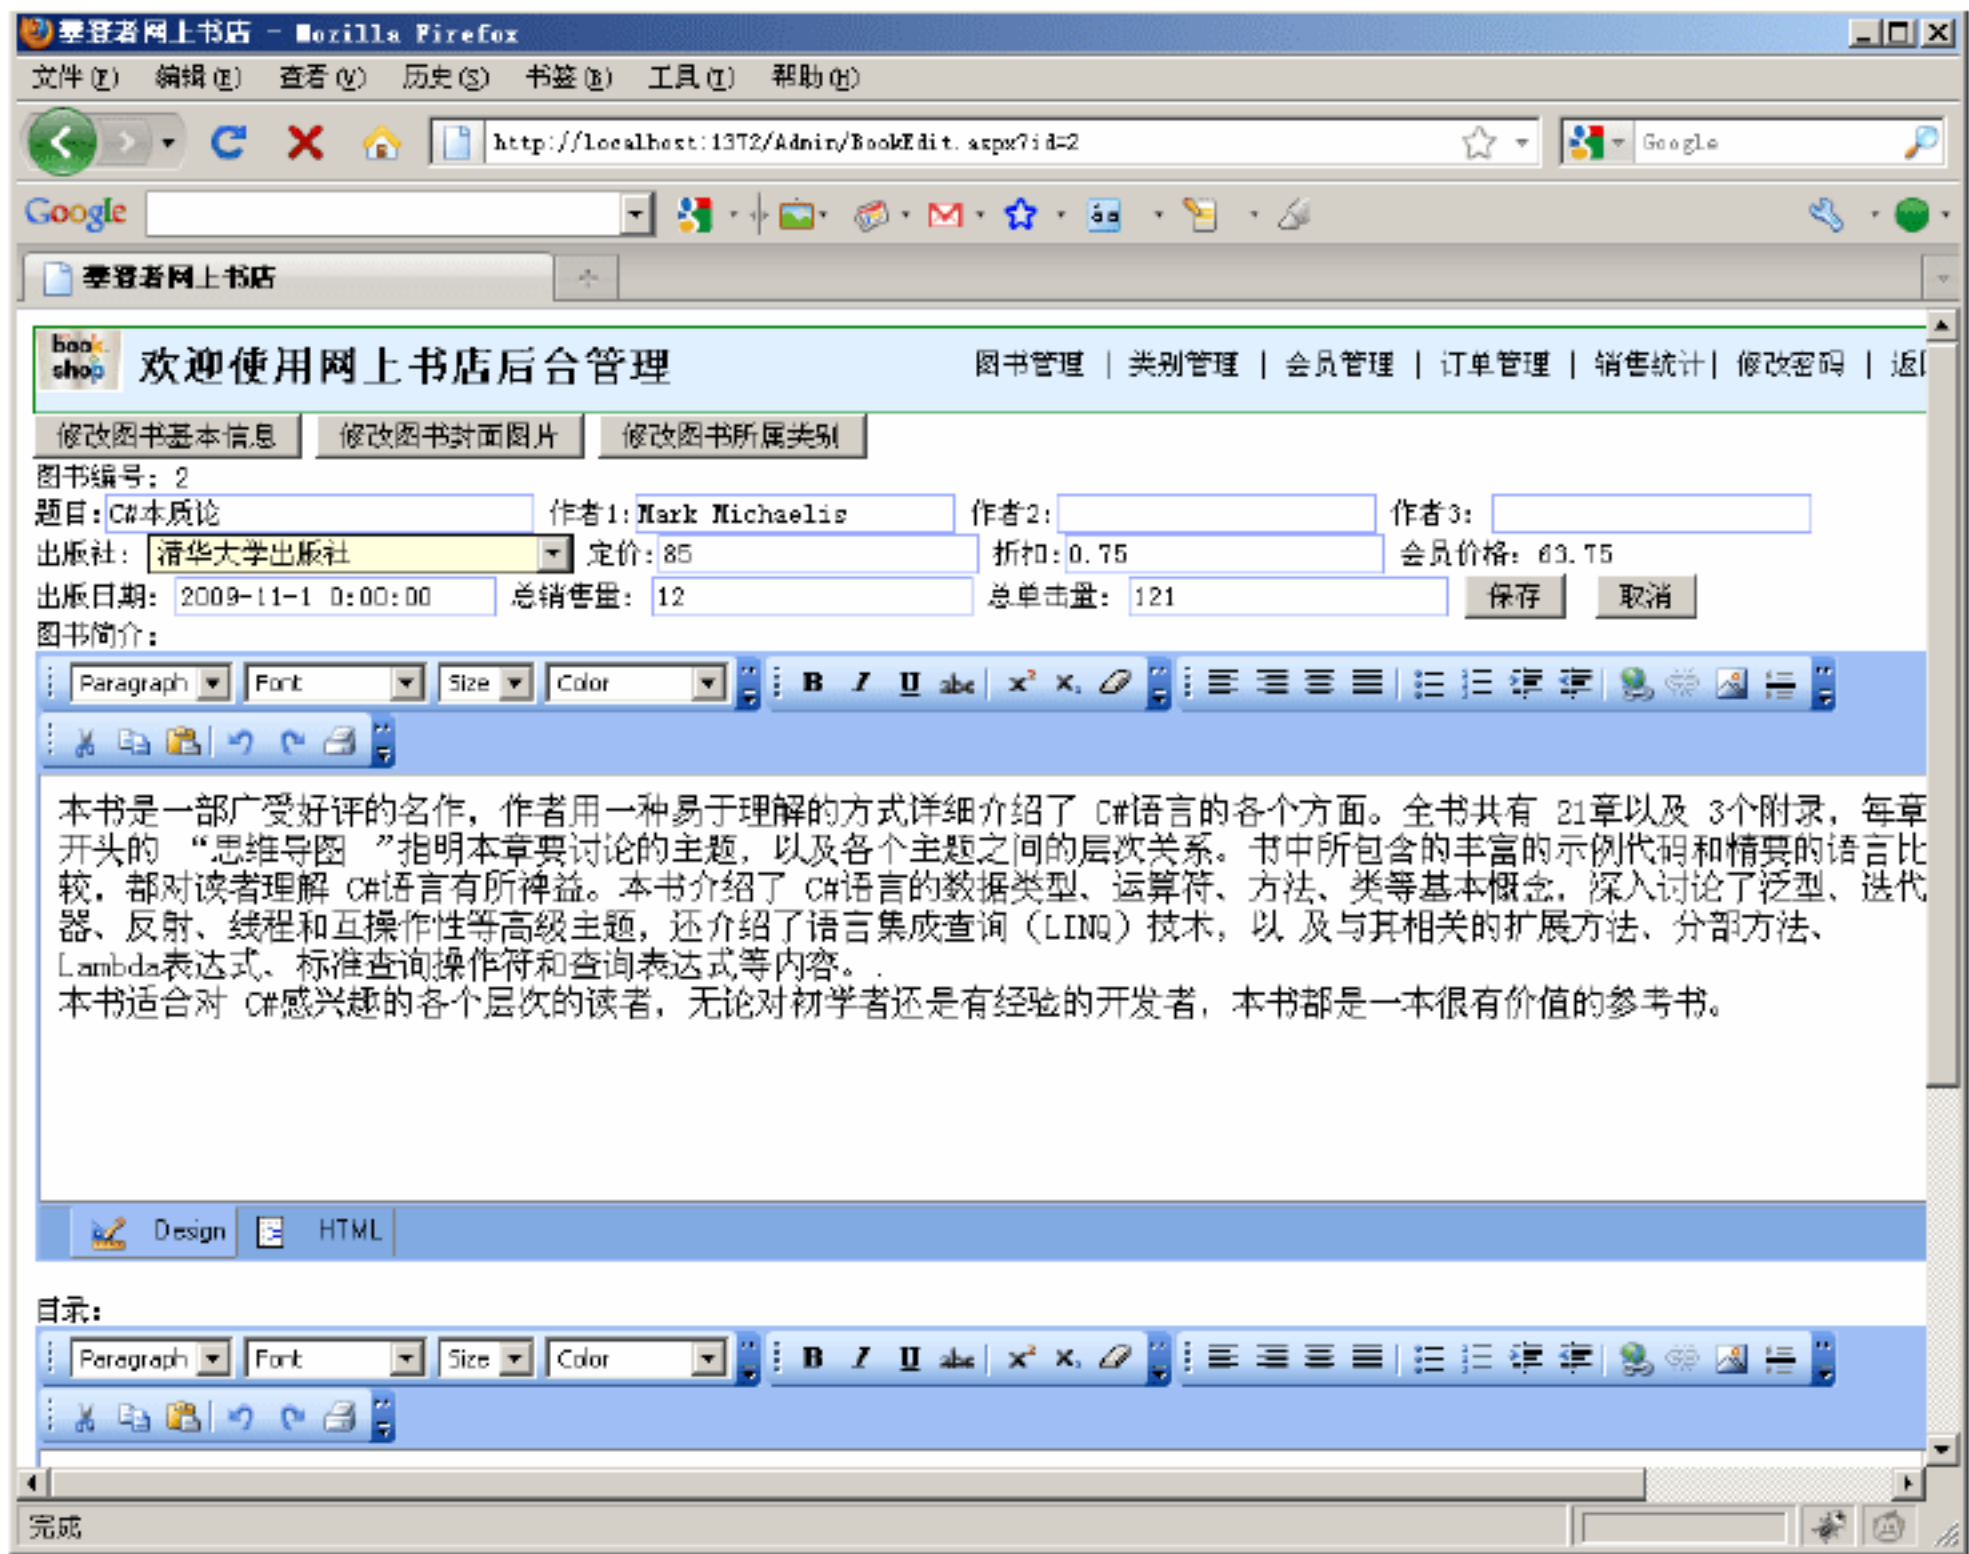 攀登者网上书店 - Mozilla Firefox
文件(F) 编辑(E) 查看(V) 历史(S) 书签(B) 工具(T) 帮助(H)
http://localhost:1372/Admin/BookEdit.aspx?id=2
Google
Google
攀登者网上书店
book
shop
欢迎使用网上书店后台管理
图书管理 | 类别管理 | 会员管理 | 订单管理 | 销售统计| 修改密码 | 返
修改图书基本信息 修改图书封面图片 修改图书所属类别
图书编号: 2
题目:C#本质论 作者1:Mark Michaelis 作者2: 作者3:
出版社: 清华大学出版社 定价:85 折扣:0.75 会员价格: 63.75
出版日期: 2009-11-1 0:00:00 总销售量: 12 总单击量: 121 保存 取消
图书简介:
Paragraph Font Size Color B I U abc x² x,
本书是一部广受好评的名作，作者用一种易于理解的方式详细介绍了 C#语言的各个方面。全书共有 21章以及 3个附录，每章
开头的 “思维导图 ”指明本章要讨论的主题，以及各个主题之间的层次关系。书中所包含的丰富的示例代码和精要的语言比
较，都对读者理解 C#语言有所裨益。本书介绍了 C#语言的数据类型、运算符、方法、类等基本概念，深入讨论了泛型、迭代
器、反射、线程和互操作性等高级主题，还介绍了语言集成查询（LINQ）技术，以 及与其相关的扩展方法、分部方法、
Lambda表达式、标准查询操作符和查询表达式等内容。.
本书适合对 C#感兴趣的各个层次的读者，无论对初学者还是有经验的开发者，本书都是一本很有价值的参考书。
Design HTML
目录:
Paragraph Font Size Color B I U abc x² x,
完成